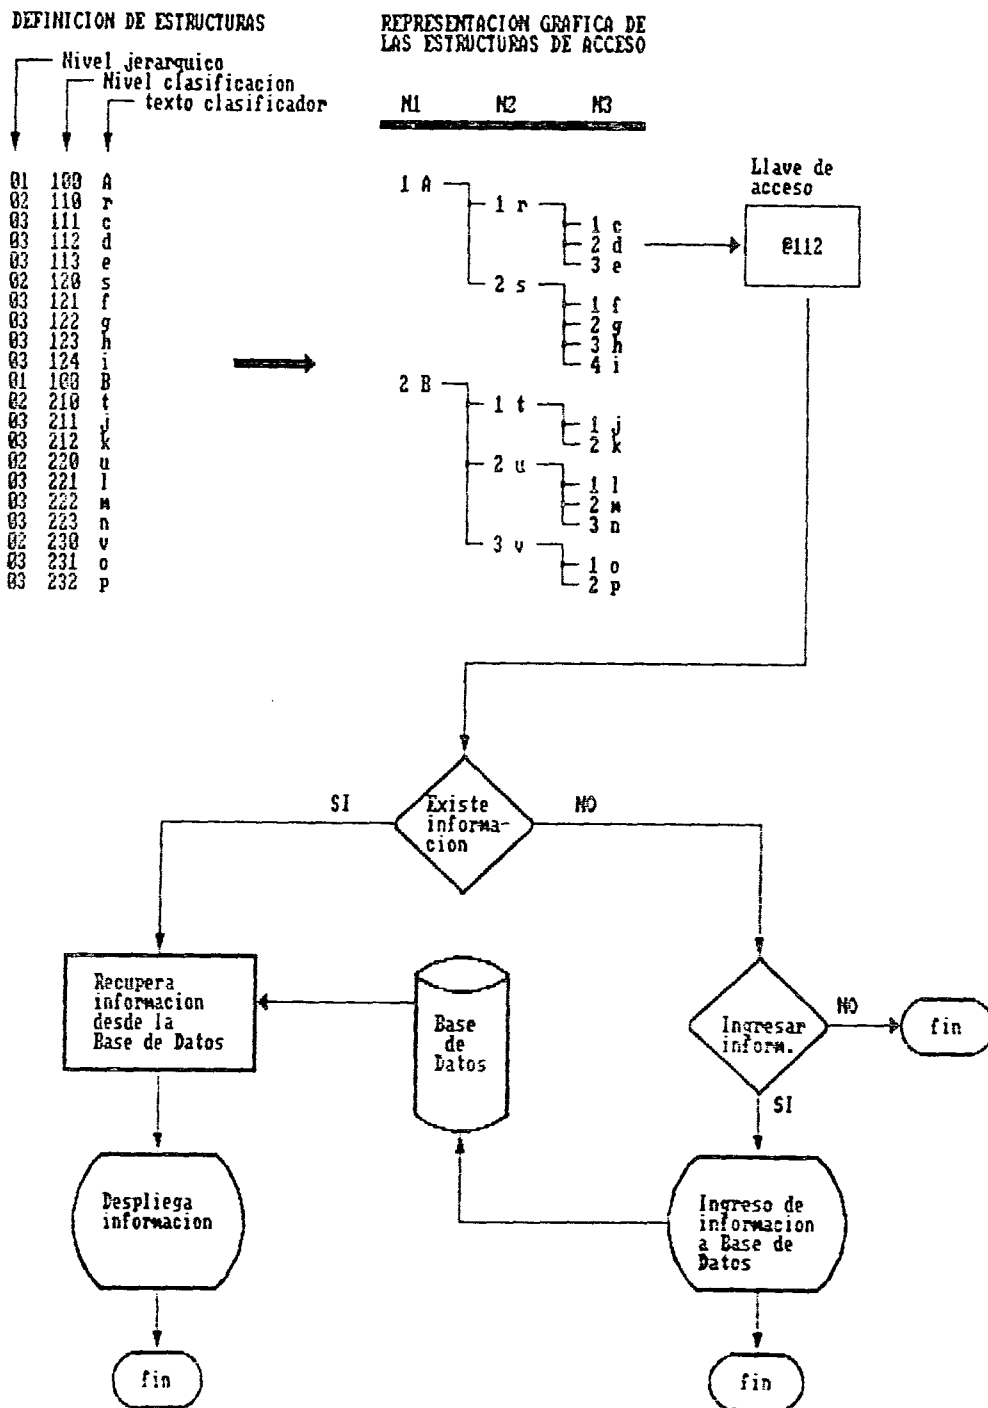 DEFINICION DE ESTRUCTURAS
Nivel jerarquico
Nivel clasificacion
texto clasificador
01 100 A
02 110 r
03 111 c
03 112 d
03 113 e
02 120 s
03 121 f
03 122 g
03 123 h
03 124 i
01 100 B
02 210 t
03 211 j
03 212 k
02 220 u
03 221 l
03 222 m
03 223 n
02 230 v
03 231 o
03 232 p
REPRESENTACION GRAFICA DE
LAS ESTRUCTURAS DE ACCESO
N1 N2 N3
1 A
1 r
1 c
2 d
3 e
2 s
1 f
2 g
3 h
4 i
2 B
1 t
1 j
2 k
2 u
1 l
2 m
3 n
3 v
1 o
2 p
Llave de
acceso
@112
Existe
informa-
cion
SI
NO
Recupera
informacion
desde la
Base de Datos
Base
de
Datos
Ingresar
inform.
NO
fin
SI
Despliega
informacion
Ingreso de
informacion
a Base de
Datos
fin
fin